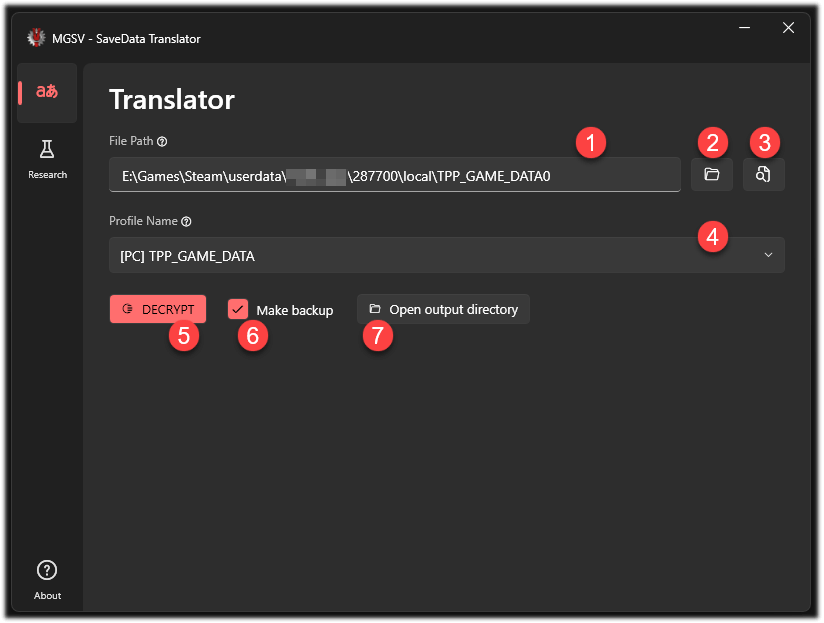 MGSV - SaveData Translator
aあ
Translator
File Path
1
2
3
E:\Games\Steam\userdata\ \287700\local\TPP_GAME_DATA0
Research
Profile Name
4
[PC] TPP_GAME_DATA
DECRYPT
Make backup
Open output directory
5
6
7
About